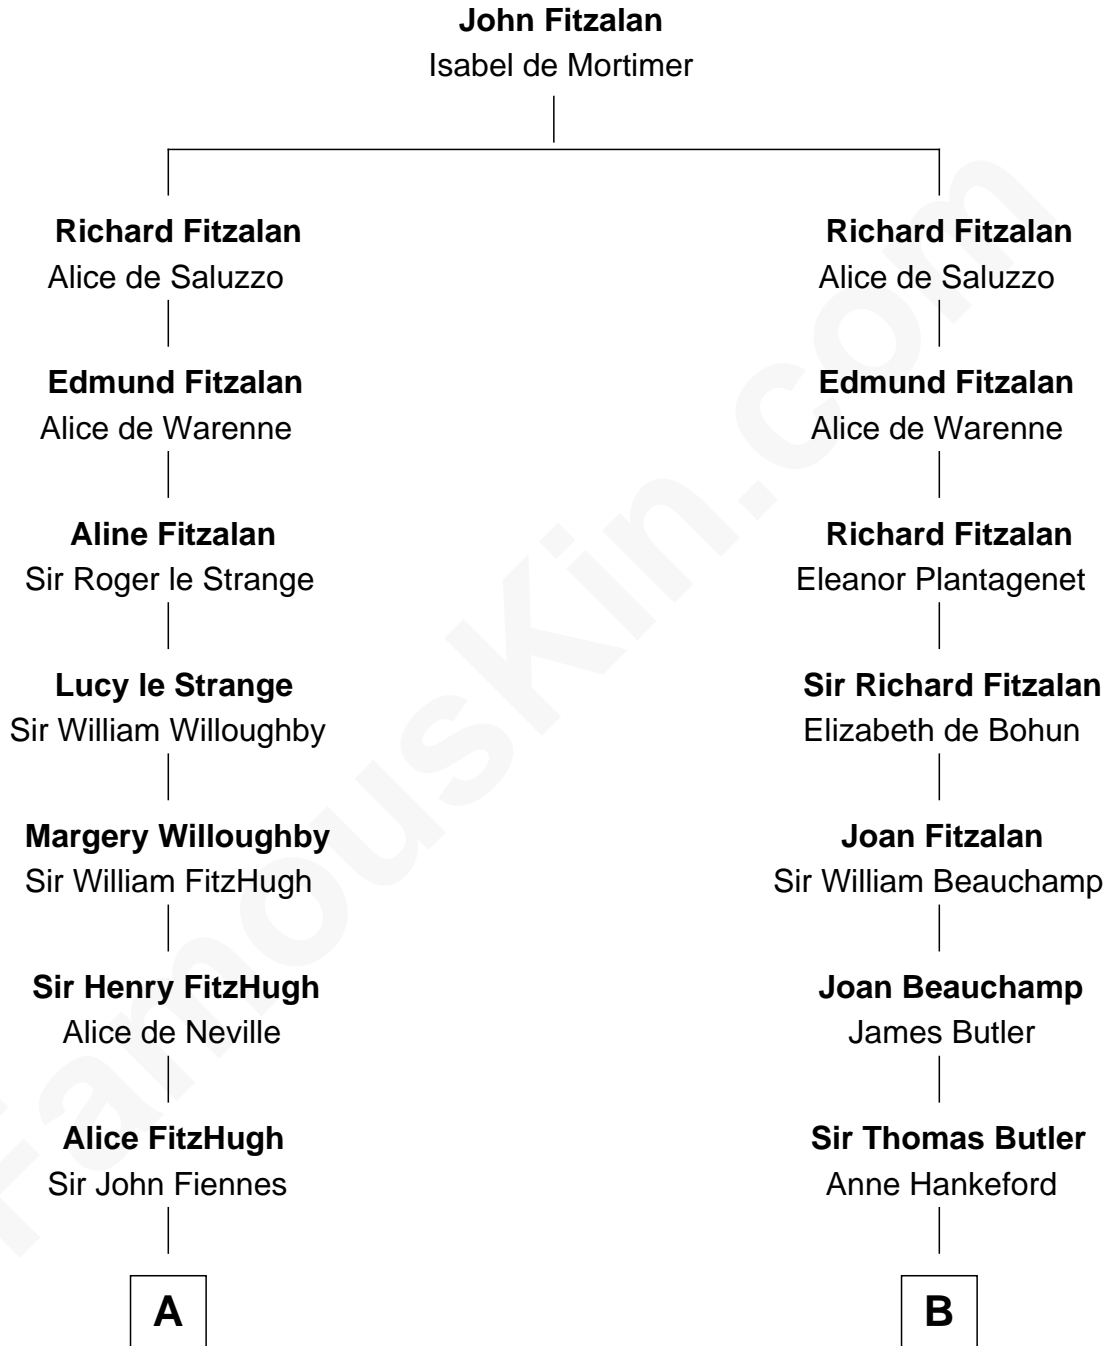 John Fitzalan
Isabel de Mortimer
Richard Fitzalan
Alice de Saluzzo
Richard Fitzalan
Alice de Saluzzo
Edmund Fitzalan
Alice de Warenne
Edmund Fitzalan
Alice de Warenne
Aline Fitzalan
Sir Roger le Strange
Richard Fitzalan
Eleanor Plantagenet
Lucy le Strange
Sir William Willoughby
Sir Richard Fitzalan
Elizabeth de Bohun
Margery Willoughby
Sir William FitzHugh
Joan Fitzalan
Sir William Beauchamp
Sir Henry FitzHugh
Alice de Neville
Joan Beauchamp
James Butler
Alice FitzHugh
Sir John Fiennes
Sir Thomas Butler
Anne Hankeford
A
B
FamousKin.com